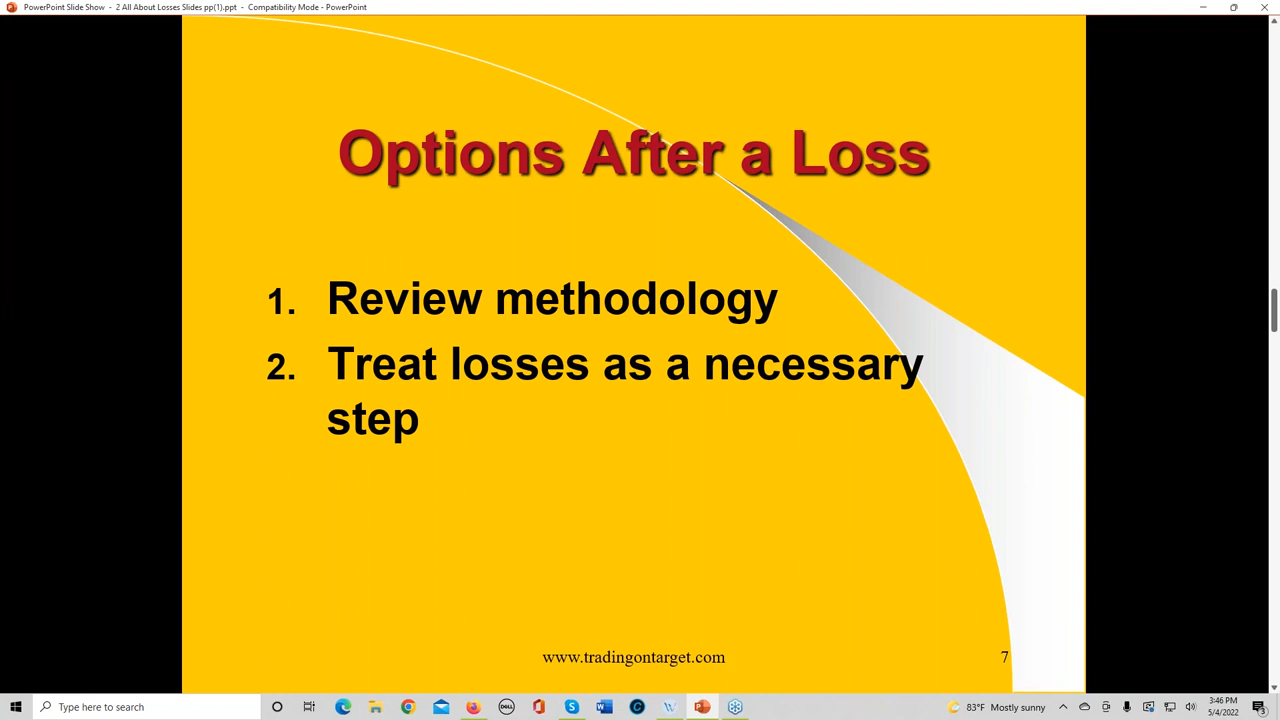 PowerPoint Slide Show - 2 All About Losses Slides pp(1).ppt - Compatibility Mode - PowerPoint
Options After a Loss
1. Review methodology
2. Treat losses as a necessary
step
www.tradingontarget.com 7
Type here to search
DELL
83°F Mostly sunny
3:46 PM
5/4/2022